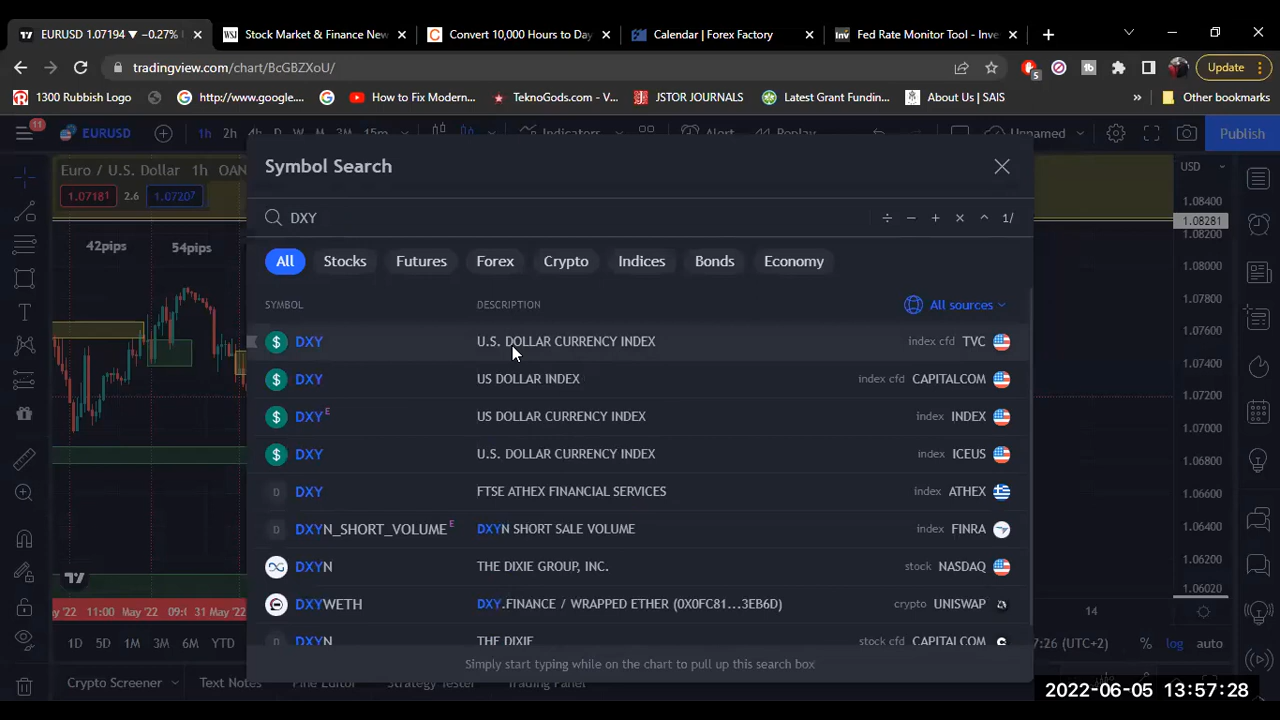 EURUSD 1.07194 ▼ −0.27%
Stock Market & Finance New
Convert 10,000 Hours to Day
Calendar | Forex Factory
Fed Rate Monitor Tool - Inve
tradingview.com/chart/BcGBZXoU/
5
Update
1300 Rubbish Logo
http://www.google....
How to Fix Modern...
TeknoGods.com - V...
JSTOR JOURNALS
Latest Grant Fundin...
About Us | SAIS
»
Other bookmarks
11
EURUSD
1h 2h 4h D W M 3M 15m
Indicators
Alert
Replay
Unnamed
Publish
Euro / U.S. Dollar 1h OAN
1.07181 2.6 1.07207
42pips 54pips
Symbol Search
DXY
÷ − + × 1/
All Stocks Futures Forex Crypto Indices Bonds Economy
SYMBOL DESCRIPTION All sources
DXY U.S. DOLLAR CURRENCY INDEX index cfd TVC
DXY US DOLLAR INDEX index cfd CAPITALCOM
DXY E US DOLLAR CURRENCY INDEX index INDEX
DXY U.S. DOLLAR CURRENCY INDEX index ICEUS
D DXY FTSE ATHEX FINANCIAL SERVICES index ATHEX
D DXYN_SHORT_VOLUME E DXYN SHORT SALE VOLUME index FINRA
DXYN THE DIXIE GROUP, INC. stock NASDAQ
DXYWETH DXY.FINANCE / WRAPPED ETHER (0X0FC81...3EB6D) crypto UNISWAP
D DXYN THE DIXIE stock cfd CAPITALCOM
Simply start typing while on the chart to pull up this search box
USD
1.08400
1.08281
1.08200
1.07800
1.07600
1.07400
1.07200
1.07000
1.06800
1.06640
1.06400
1.06200
1.06020
'22 11:00 May '22 09:( May '22 11:
14
1D 5D 1M 3M 6M YTD
7:26 (UTC+2) % log auto
Crypto Screener Text Notes Pine Editor Strategy Tester Trading Panel
2022-06-05 13:57:28